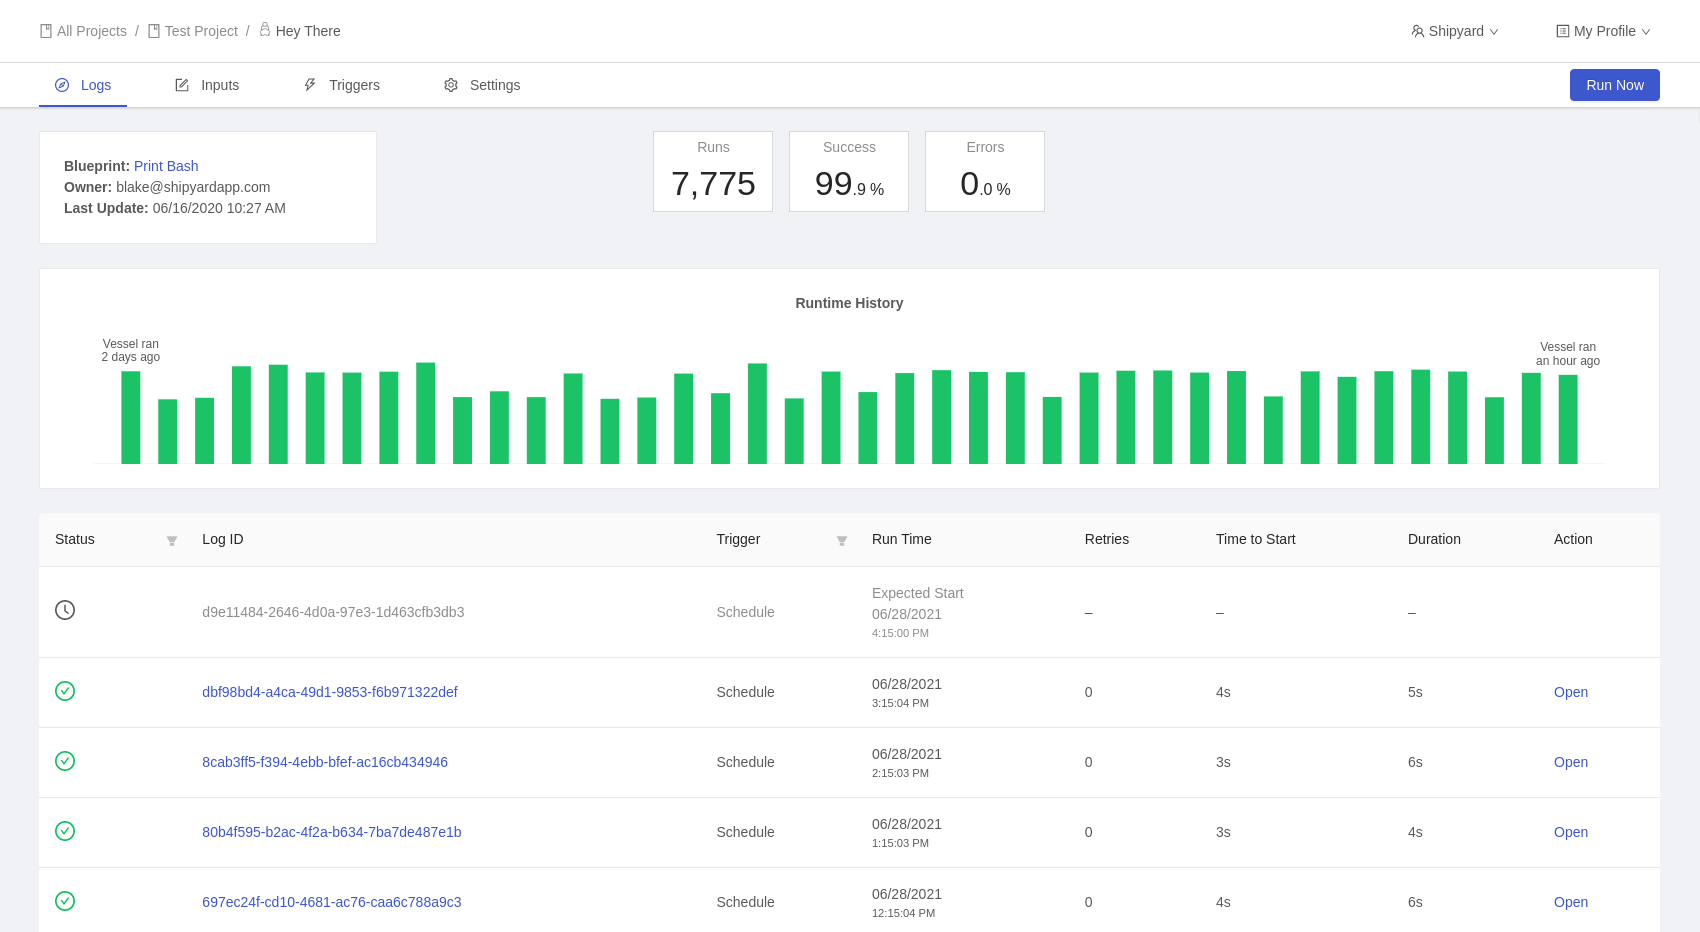 All Projects / Test Project / Hey There
Shipyard
My Profile
Logs
Inputs
Triggers
Settings
Run Now
Blueprint: Print Bash
Owner: blake@shipyardapp.com
Last Update: 06/16/2020 10:27 AM
Runs
7,775
Success
99.9 %
Errors
0.0 %
Runtime History
Vessel ran
2 days ago
Vessel ran
an hour ago
Status Log ID Trigger Run Time Retries Time to Start Duration Action
Expected Start
d9e11484-2646-4d0a-97e3-1d463cfb3db3 Schedule 06/28/2021 – – –
4:15:00 PM
dbf98bd4-a4ca-49d1-9853-f6b971322def Schedule 06/28/2021 0 4s 5s Open
3:15:04 PM
8cab3ff5-f394-4ebb-bfef-ac16cb434946 Schedule 06/28/2021 0 3s 6s Open
2:15:03 PM
80b4f595-b2ac-4f2a-b634-7ba7de487e1b Schedule 06/28/2021 0 3s 4s Open
1:15:03 PM
697ec24f-cd10-4681-ac76-caa6c788a9c3 Schedule 06/28/2021 0 4s 6s Open
12:15:04 PM